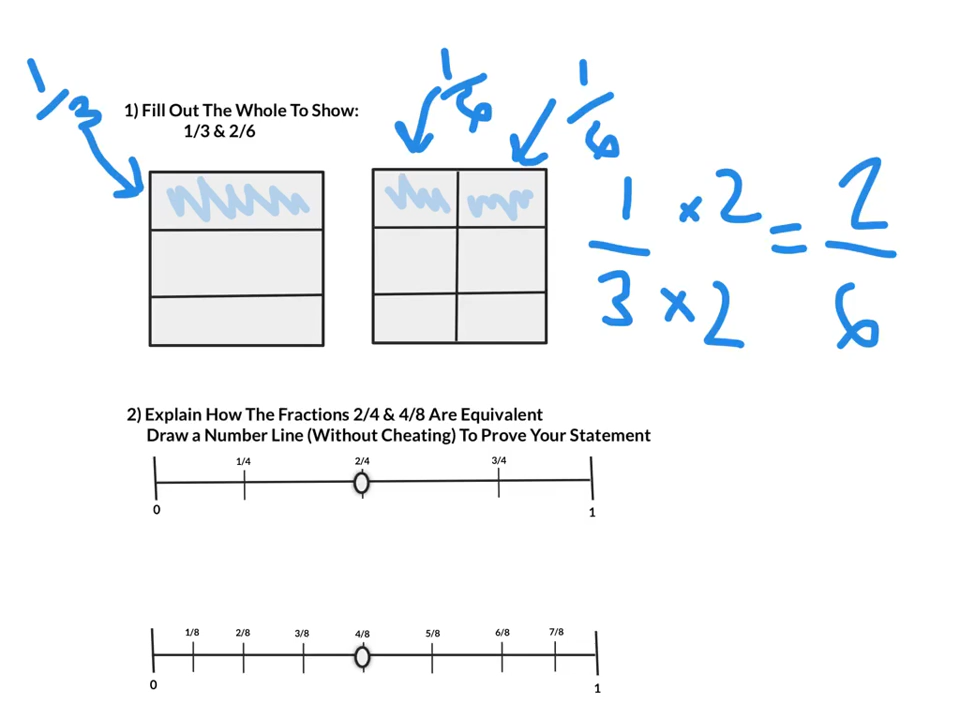 1/3
1/6
1/6
1) Fill Out The Whole To Show:
1/3 & 2/6
1 × 2 = 2
3 × 2 6
2) Explain How The Fractions 2/4 & 4/8 Are Equivalent
Draw a Number Line (Without Cheating) To Prove Your Statement
1/4 2/4 3/4
0 1
1/8 2/8 3/8 4/8 5/8 6/8 7/8
0 1